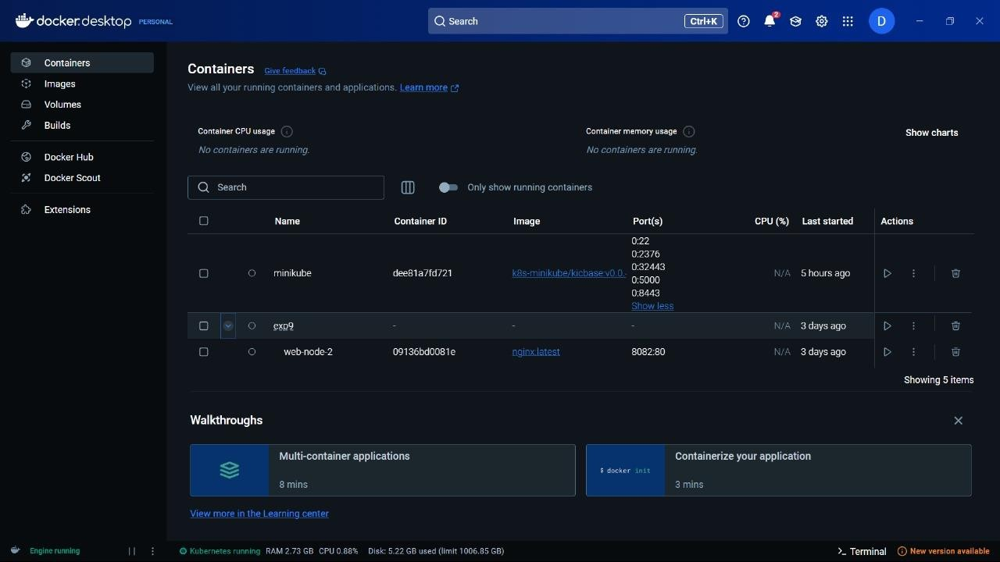 docker.desktop PERSONAL
Search Ctrl+K
2
D
Containers
Images
Volumes
Builds
Docker Hub
Docker Scout
Extensions
Containers Give feedback
View all your running containers and applications. Learn more
Container CPU usage
No containers are running.
Container memory usage
No containers are running.
Show charts
Search
Only show running containers
Name Container ID Image Port(s) CPU (%) Last started Actions
minikube dee81a7fd721 k8s-minikube/kicbase:v0.0. 0:22
0:2376
0:32443
0:5000
0:8443
Show less
N/A 5 hours ago
exp9 - - - N/A 3 days ago
web-node-2 09136bd0081e nginx:latest 8082:80 N/A 3 days ago
Showing 5 items
Walkthroughs
Multi-container applications
8 mins
$ docker init
Containerize your application
3 mins
View more in the Learning center
Engine running
Kubernetes running RAM 2.73 GB CPU 0.88% Disk: 5.22 GB used (limit 1006.85 GB)
>_ Terminal
New version available